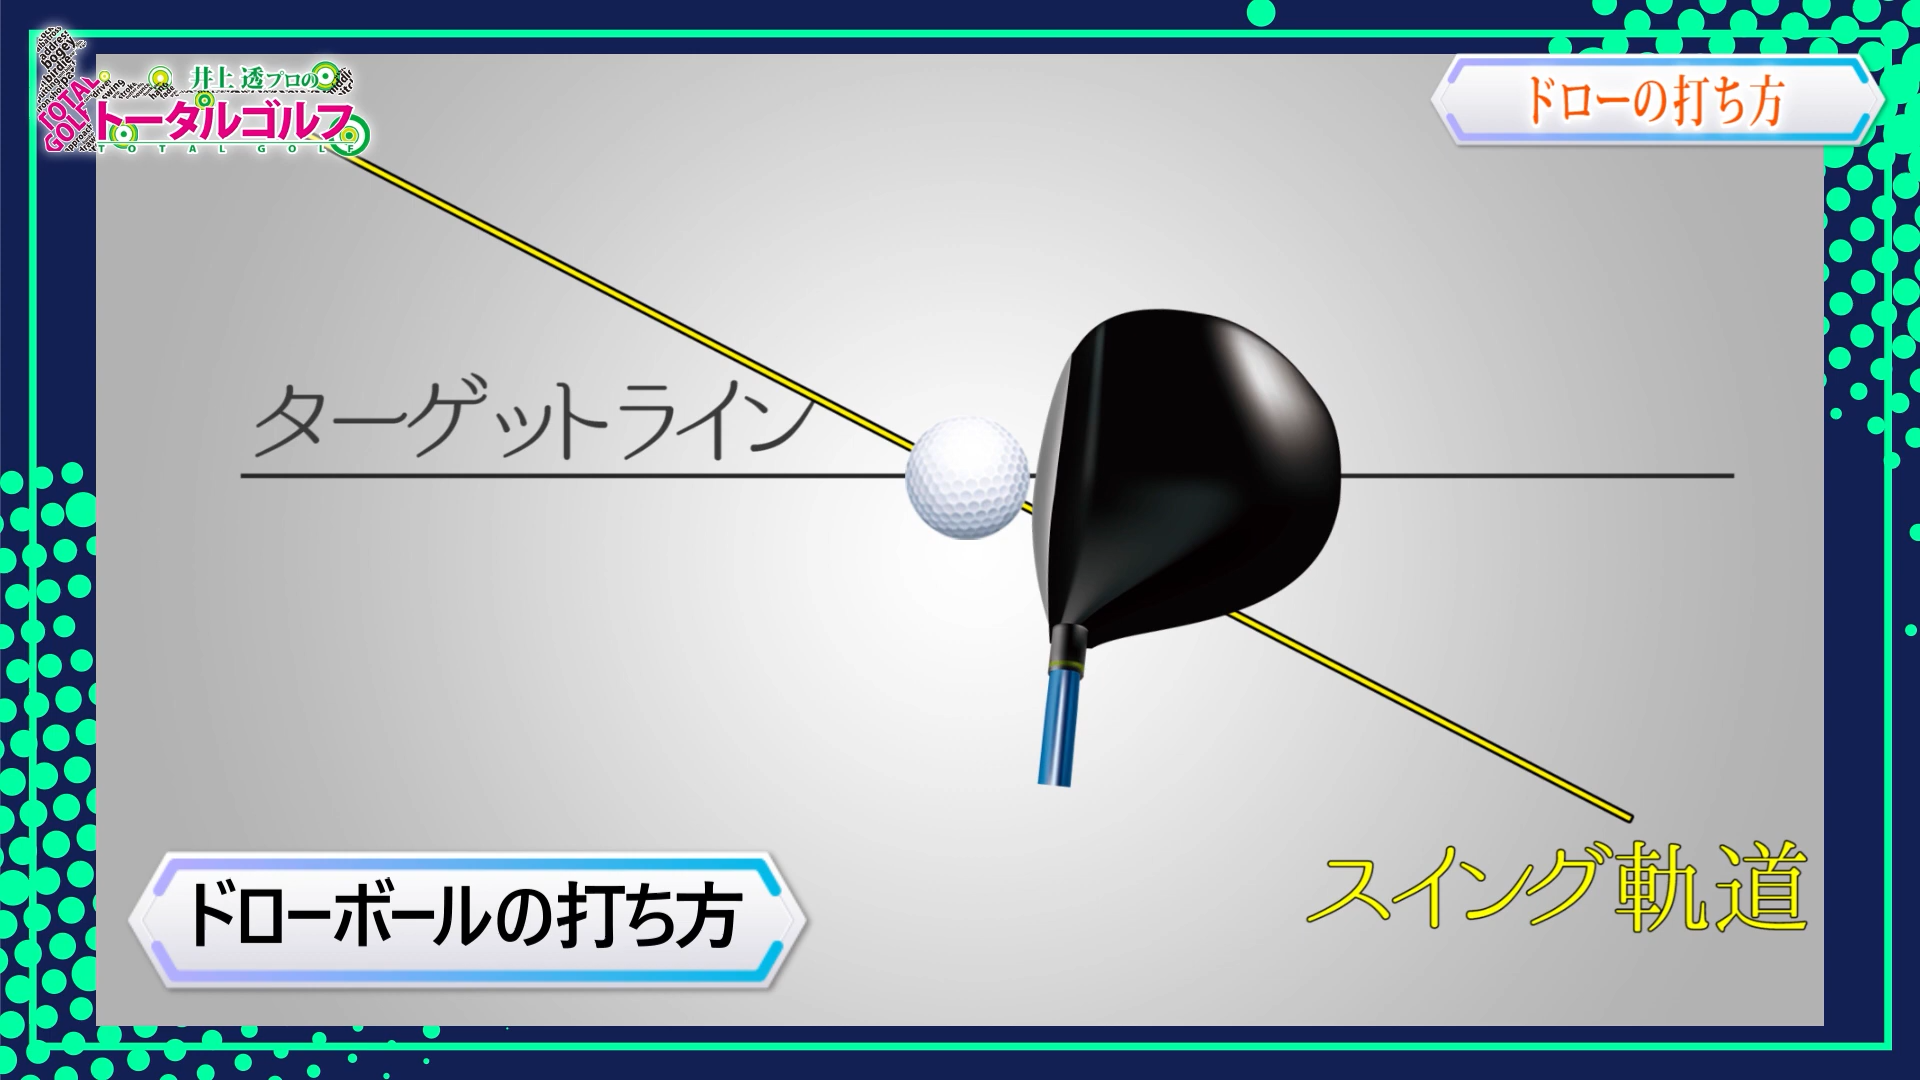 井上 透プロの
TOTAL GOLF
トータルゴルフ
TOTAL GOLF
ドローの打ち方
ターゲットライン
スイング軌道
ドローボールの打ち方